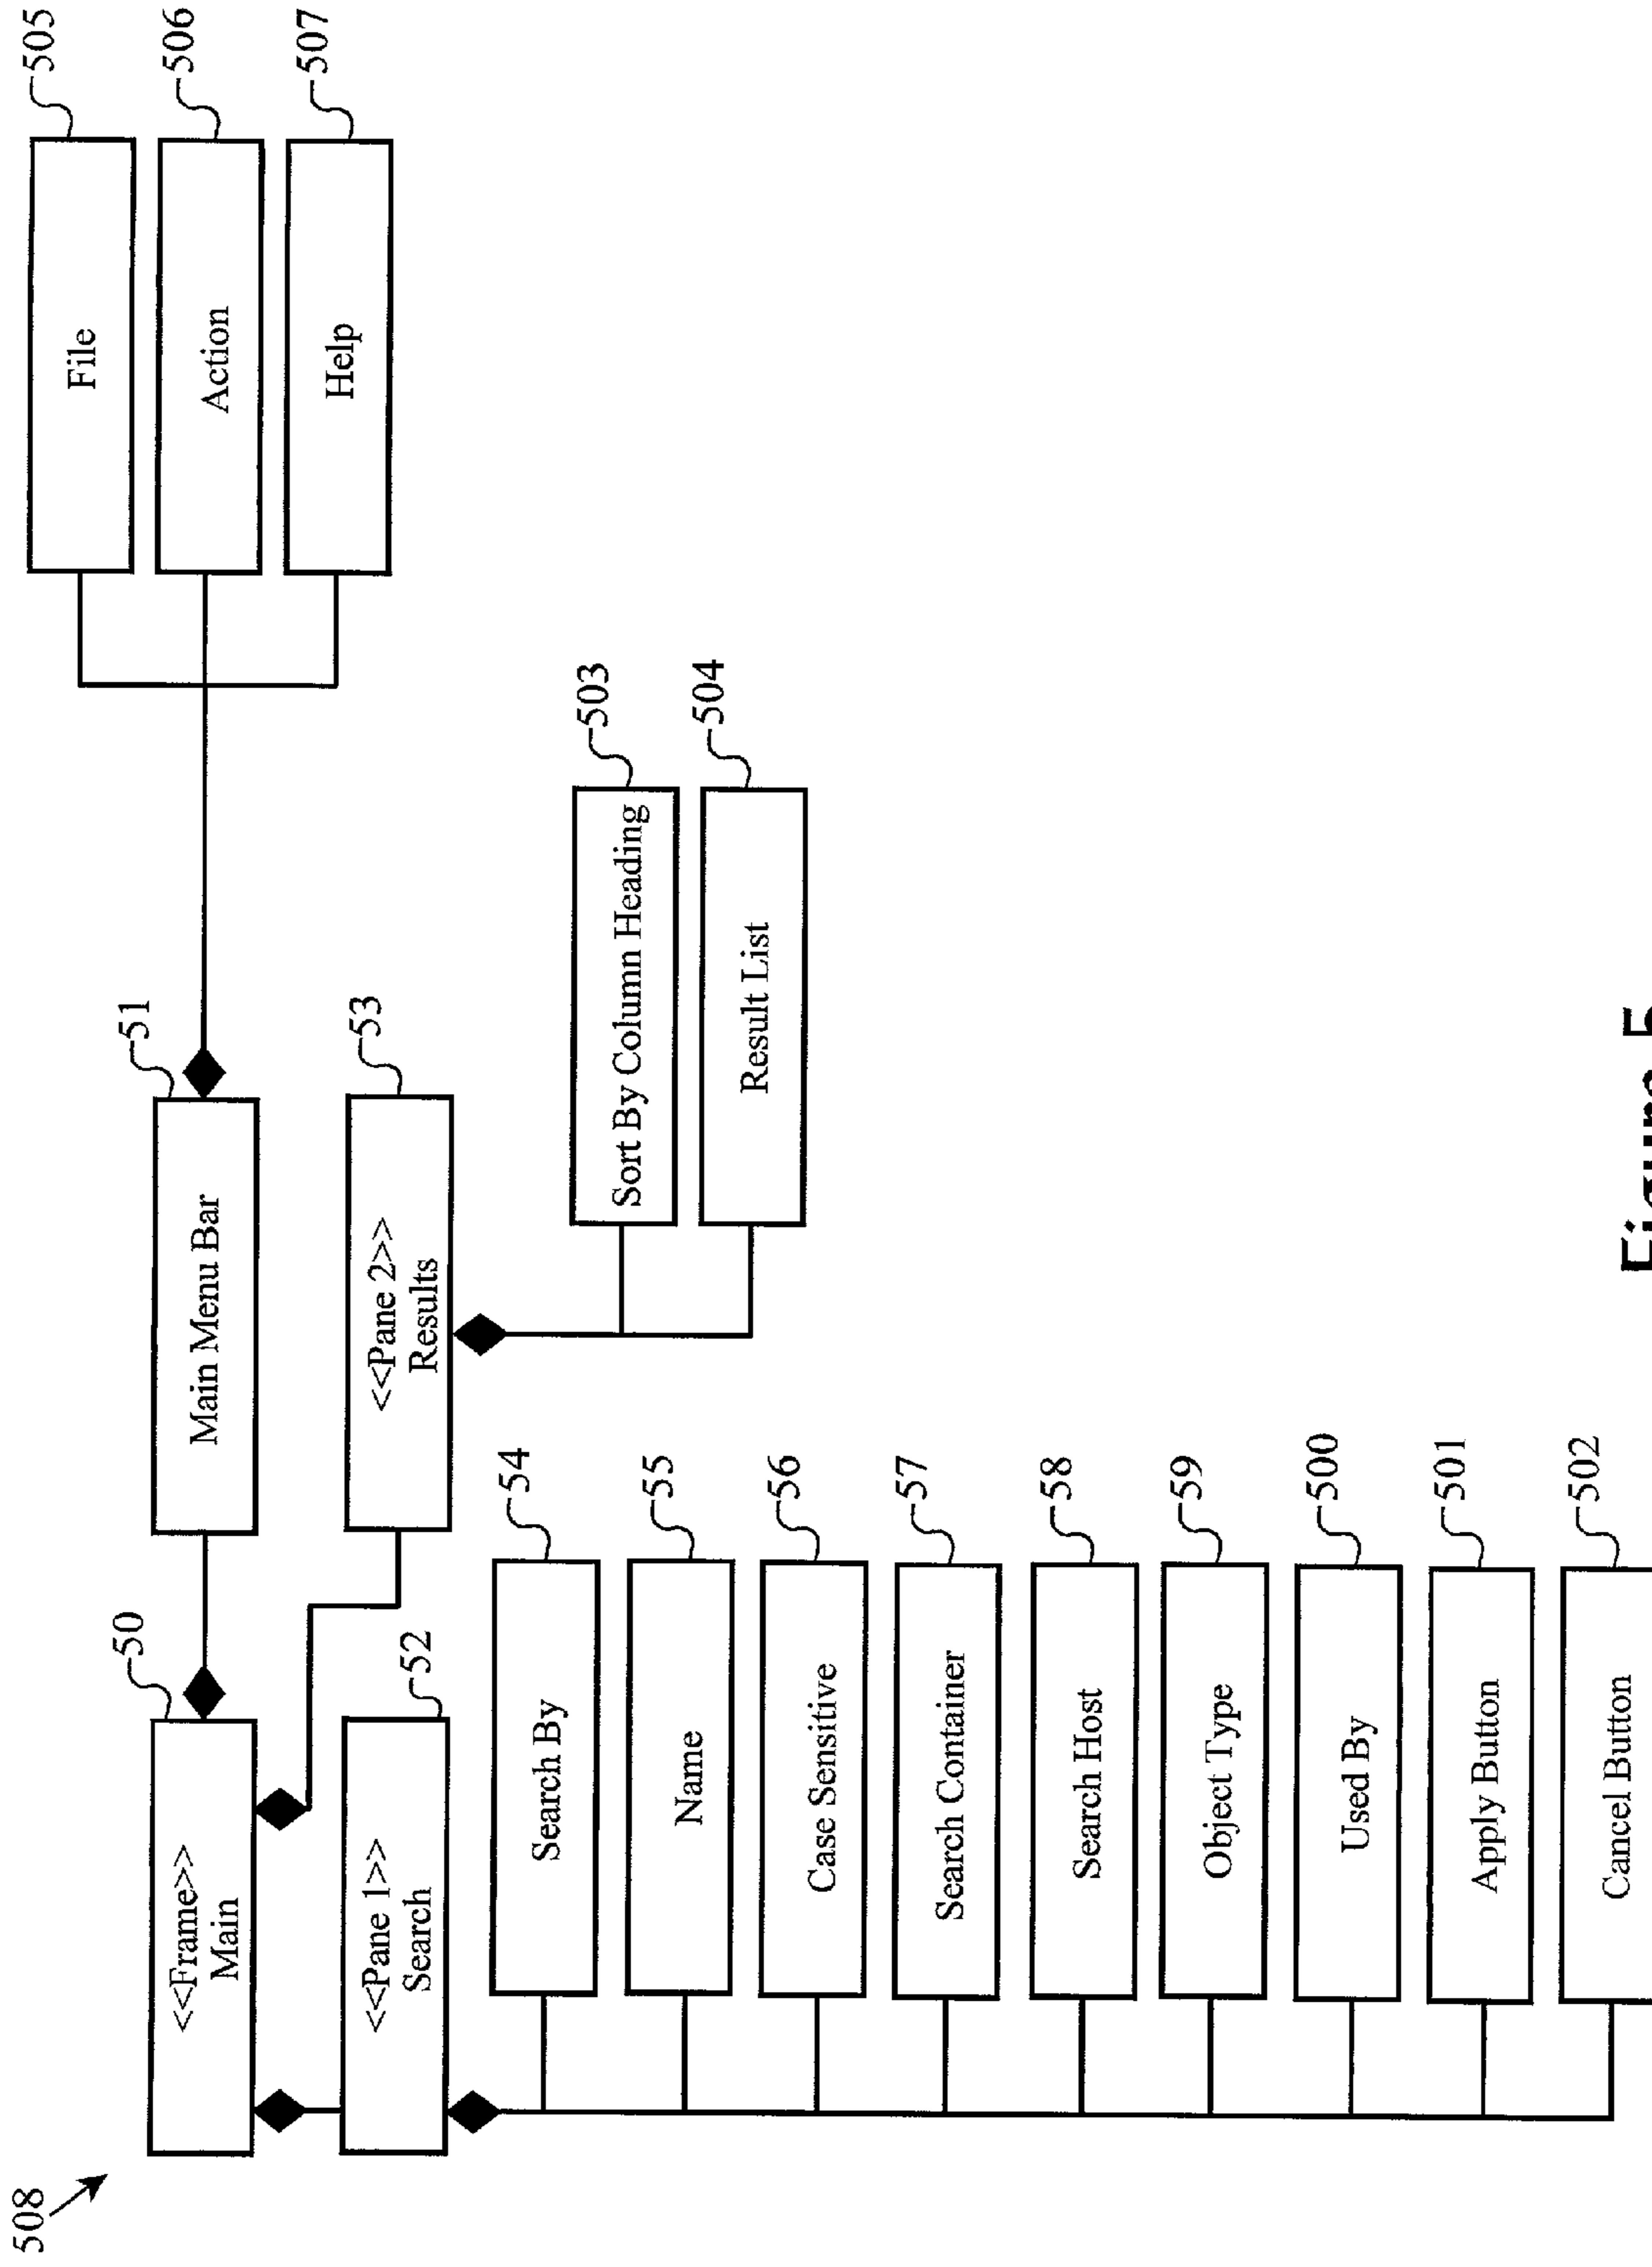 508
50
<<Frame>>
Main
51
Main Menu Bar
505
File
506
Action
507
Help
52
<<Pane 1>>
Search
53
<<Pane 2>>
Results
54
Search By
55
Name
56
Case Sensitive
57
Search Container
58
Search Host
59
Object Type
500
Used By
501
Apply Button
502
Cancel Button
503
Sort By Column Heading
504
Result List
Figure 5